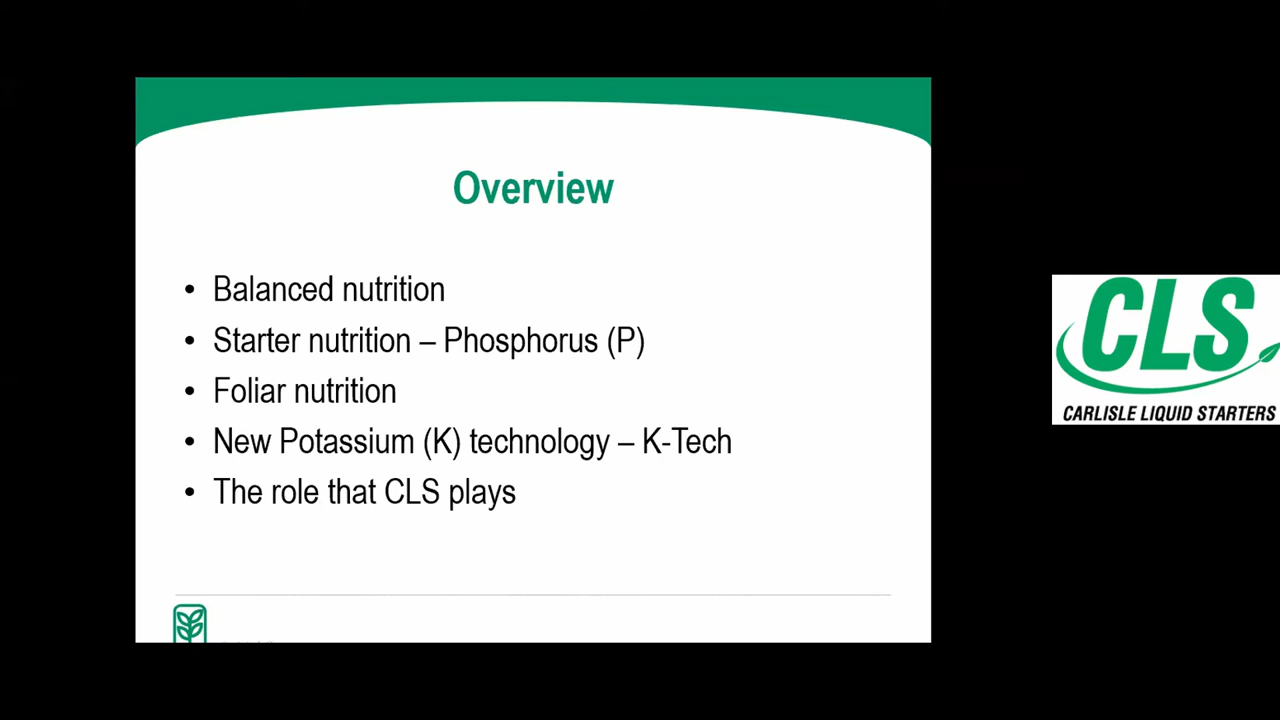 Overview
• Balanced nutrition
• Starter nutrition – Phosphorus (P)
• Foliar nutrition
• New Potassium (K) technology – K-Tech
• The role that CLS plays
CLS
CARLISLE LIQUID STARTERS